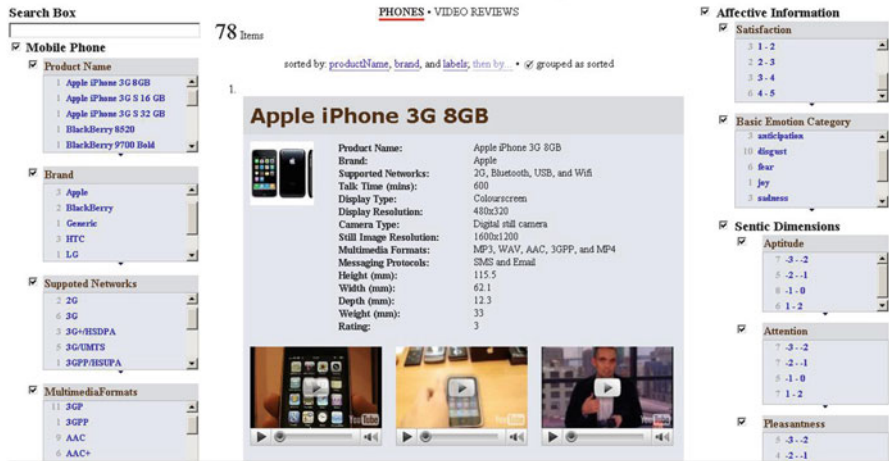 Search Box
Mobile Phone
Product Name
1 Apple iPhone 3G 8GB
1 Apple iPhone 3G S 16 GB
1 Apple iPhone 3G S 32 GB
1 BlackBerry 8520
1 BlackBerry 9700 Bold
Brand
3 Apple
2 BlackBerry
1 Generic
3 HTC
1 LG
Suppoted Networks
2 2G
6 3G
3 3G+/HSDPA
5 3G/UMTS
1 3GPP/HSUPA
MultimediaFormats
11 3GP
1 3GPP
9 AAC
6 AAC+
PHONES • VIDEO REVIEWS
78 Items
sorted by: productName, brand, and labels; then by... • grouped as sorted
1.
Apple iPhone 3G 8GB
Product Name: Apple iPhone 3G 8GB
Brand: Apple
Supported Networks: 2G, Bluetooth, USB, and Wifi
Talk Time (mins): 600
Display Type: Colourscreen
Display Resolution: 480x320
Camera Type: Digital still camera
Still Image Resolution: 1600x1200
Multimedia Formats: MP3, WAV, AAC, 3GPP, and MP4
Messaging Protocols: SMS and Email
Height (mm): 115.5
Width (mm): 62.1
Depth (mm): 12.3
Weight (mm): 33
Rating: 3
YouTube
YouTube
YouTube
Affective Information
Satisfaction
3 1 - 2
2 2 - 3
3 3 - 4
6 4 - 5
Basic Emotion Category
3 anticipation
10 disgust
6 fear
1 joy
3 sadness
Sentic Dimensions
Aptitude
7 -3 - -2
5 -2 - -1
8 -1 - 0
6 1 - 2
Attention
7 -3 - -2
7 -2 - -1
5 -1 - 0
7 1 - 2
Pleasantness
5 -3 - -2
4 -2 - -1